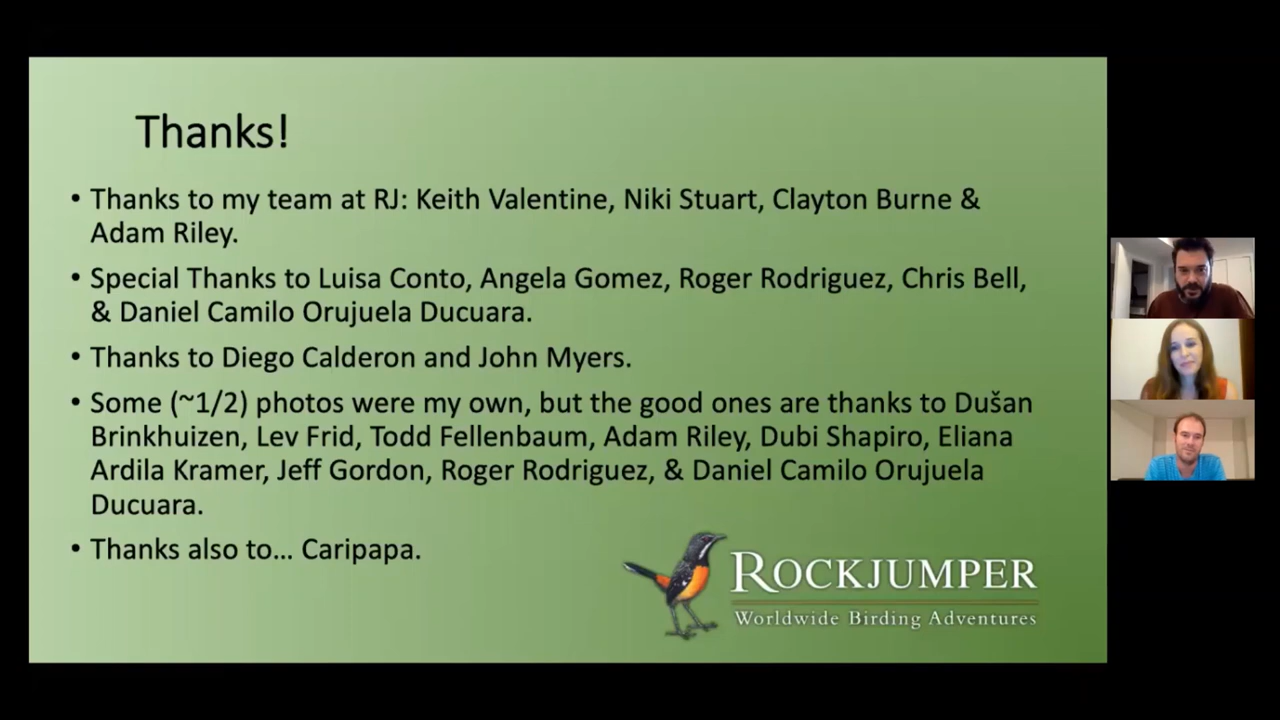 Thanks!
• Thanks to my team at RJ: Keith Valentine, Niki Stuart, Clayton Burne &
Adam Riley.
• Special Thanks to Luisa Conto, Angela Gomez, Roger Rodriguez, Chris Bell,
& Daniel Camilo Orujuela Ducuara.
• Thanks to Diego Calderon and John Myers.
• Some (~1/2) photos were my own, but the good ones are thanks to Dušan
Brinkhuizen, Lev Frid, Todd Fellenbaum, Adam Riley, Dubi Shapiro, Eliana
Ardila Kramer, Jeff Gordon, Roger Rodriguez, & Daniel Camilo Orujuela
Ducuara.
• Thanks also to… Caripapa.
ROCKJUMPER
Worldwide Birding Adventures